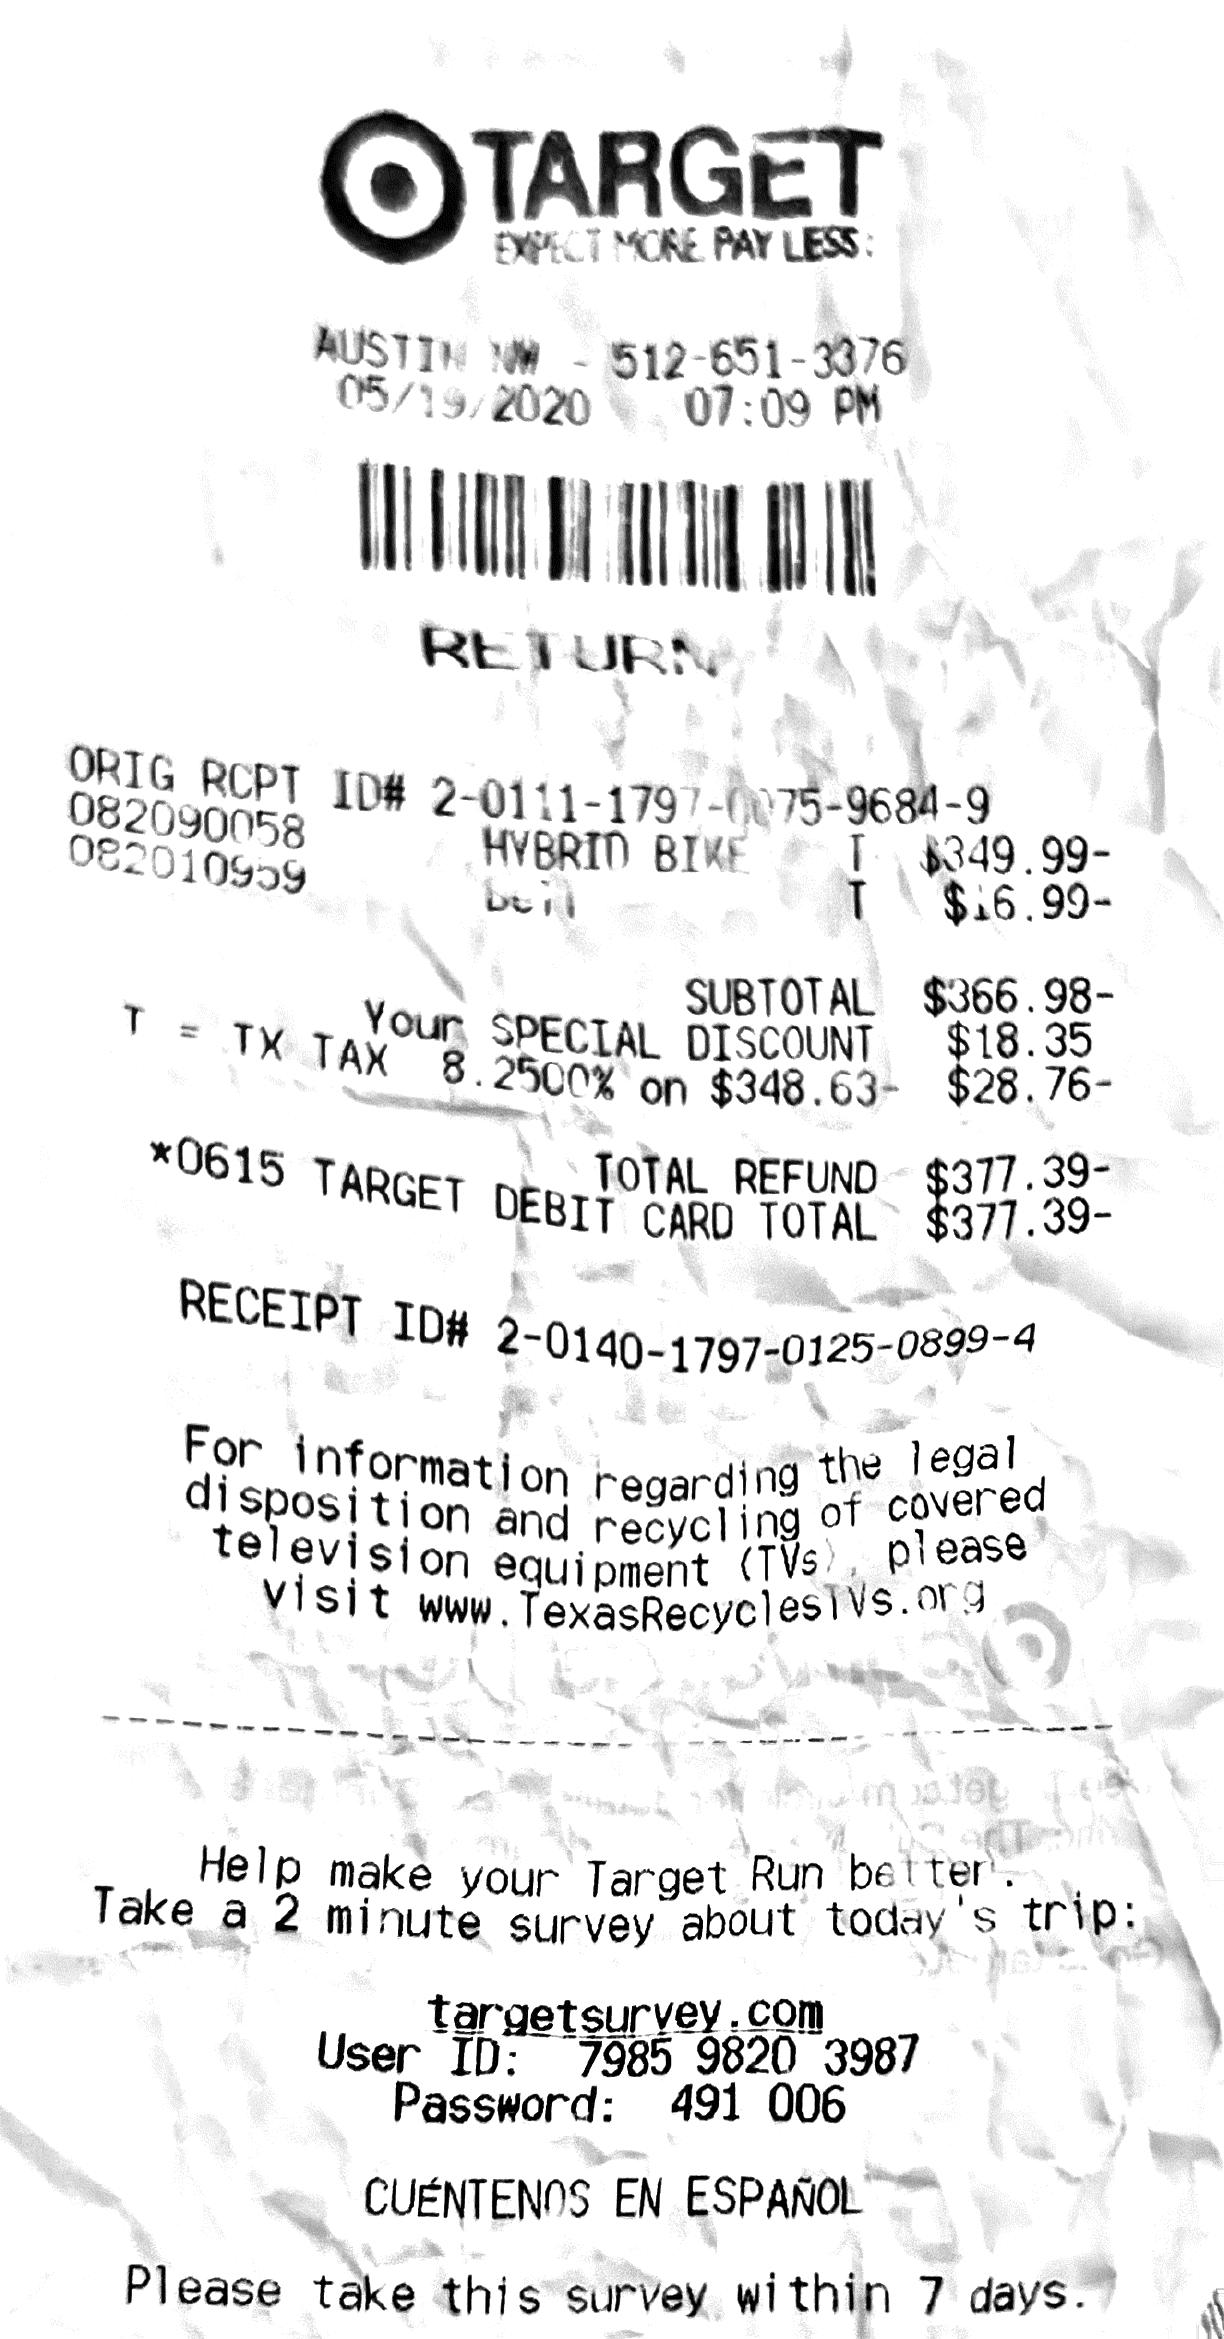 TARGET
EXPECT MORE PAY LESS.
AUSTIN NW - 512-651-3376
05/19/2020 07:09 PM
RETURN
ORIG RCPT ID# 2-0111-1797-0075-9684-9
082090058 HYBRID BIKE T $349.99-
082010959 Bell T $16.99-
SUBTOTAL $366.98-
Your SPECIAL DISCOUNT $18.35
T = TX TAX 8.2500% on $348.63- $28.76-
TOTAL REFUND $377.39-
*0615 TARGET DEBIT CARD TOTAL $377.39-
RECEIPT ID# 2-0140-1797-0125-0899-4
For information regarding the legal
disposition and recycling of covered
television equipment (TVs), please
visit www.TexasRecyclesTVs.org
Help make your Target Run better.
Take a 2 minute survey about today's trip:
targetsurvey.com
User ID: 7985 9820 3987
Password: 491 006
CUÉNTENOS EN ESPAÑOL
Please take this survey within 7 days.